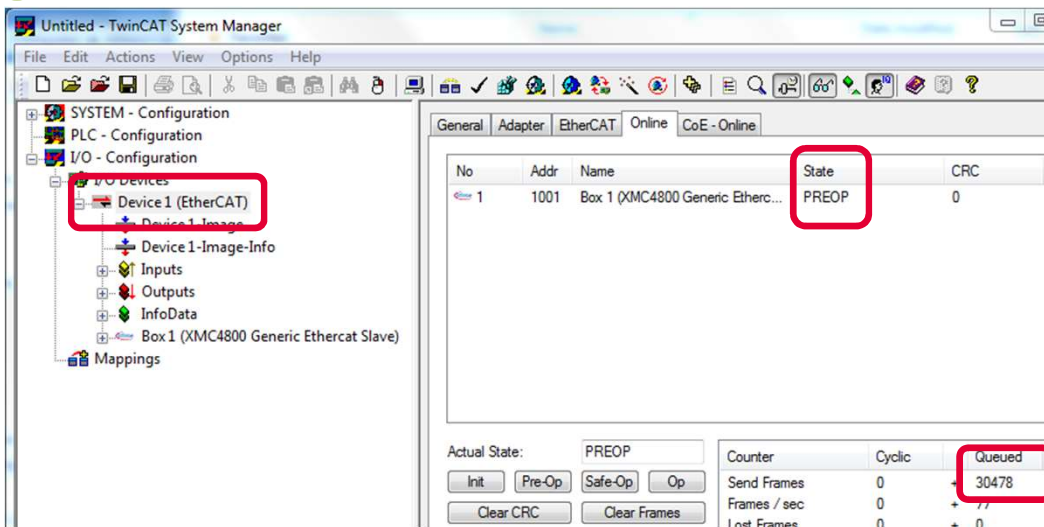 Untitled - TwinCAT System Manager
File Edit Actions View Options Help
SYSTEM - Configuration
PLC - Configuration
I/O - Configuration
I/O Devices
Device 1 (EtherCAT)
Device 1-Image
Device 1-Image-Info
Inputs
Outputs
InfoData
Box 1 (XMC4800 Generic Ethercat Slave)
Mappings
General Adapter EtherCAT Online CoE - Online
No Addr Name State CRC
1 1001 Box 1 (XMC4800 Generic Etherc... PREOP 0
Actual State: PREOP
Init Pre-Op Safe-Op Op
Clear CRC Clear Frames
Counter Cyclic Queued
Send Frames 0 + 30478
Frames / sec 0 + 77
Lost Frames 0 + 0